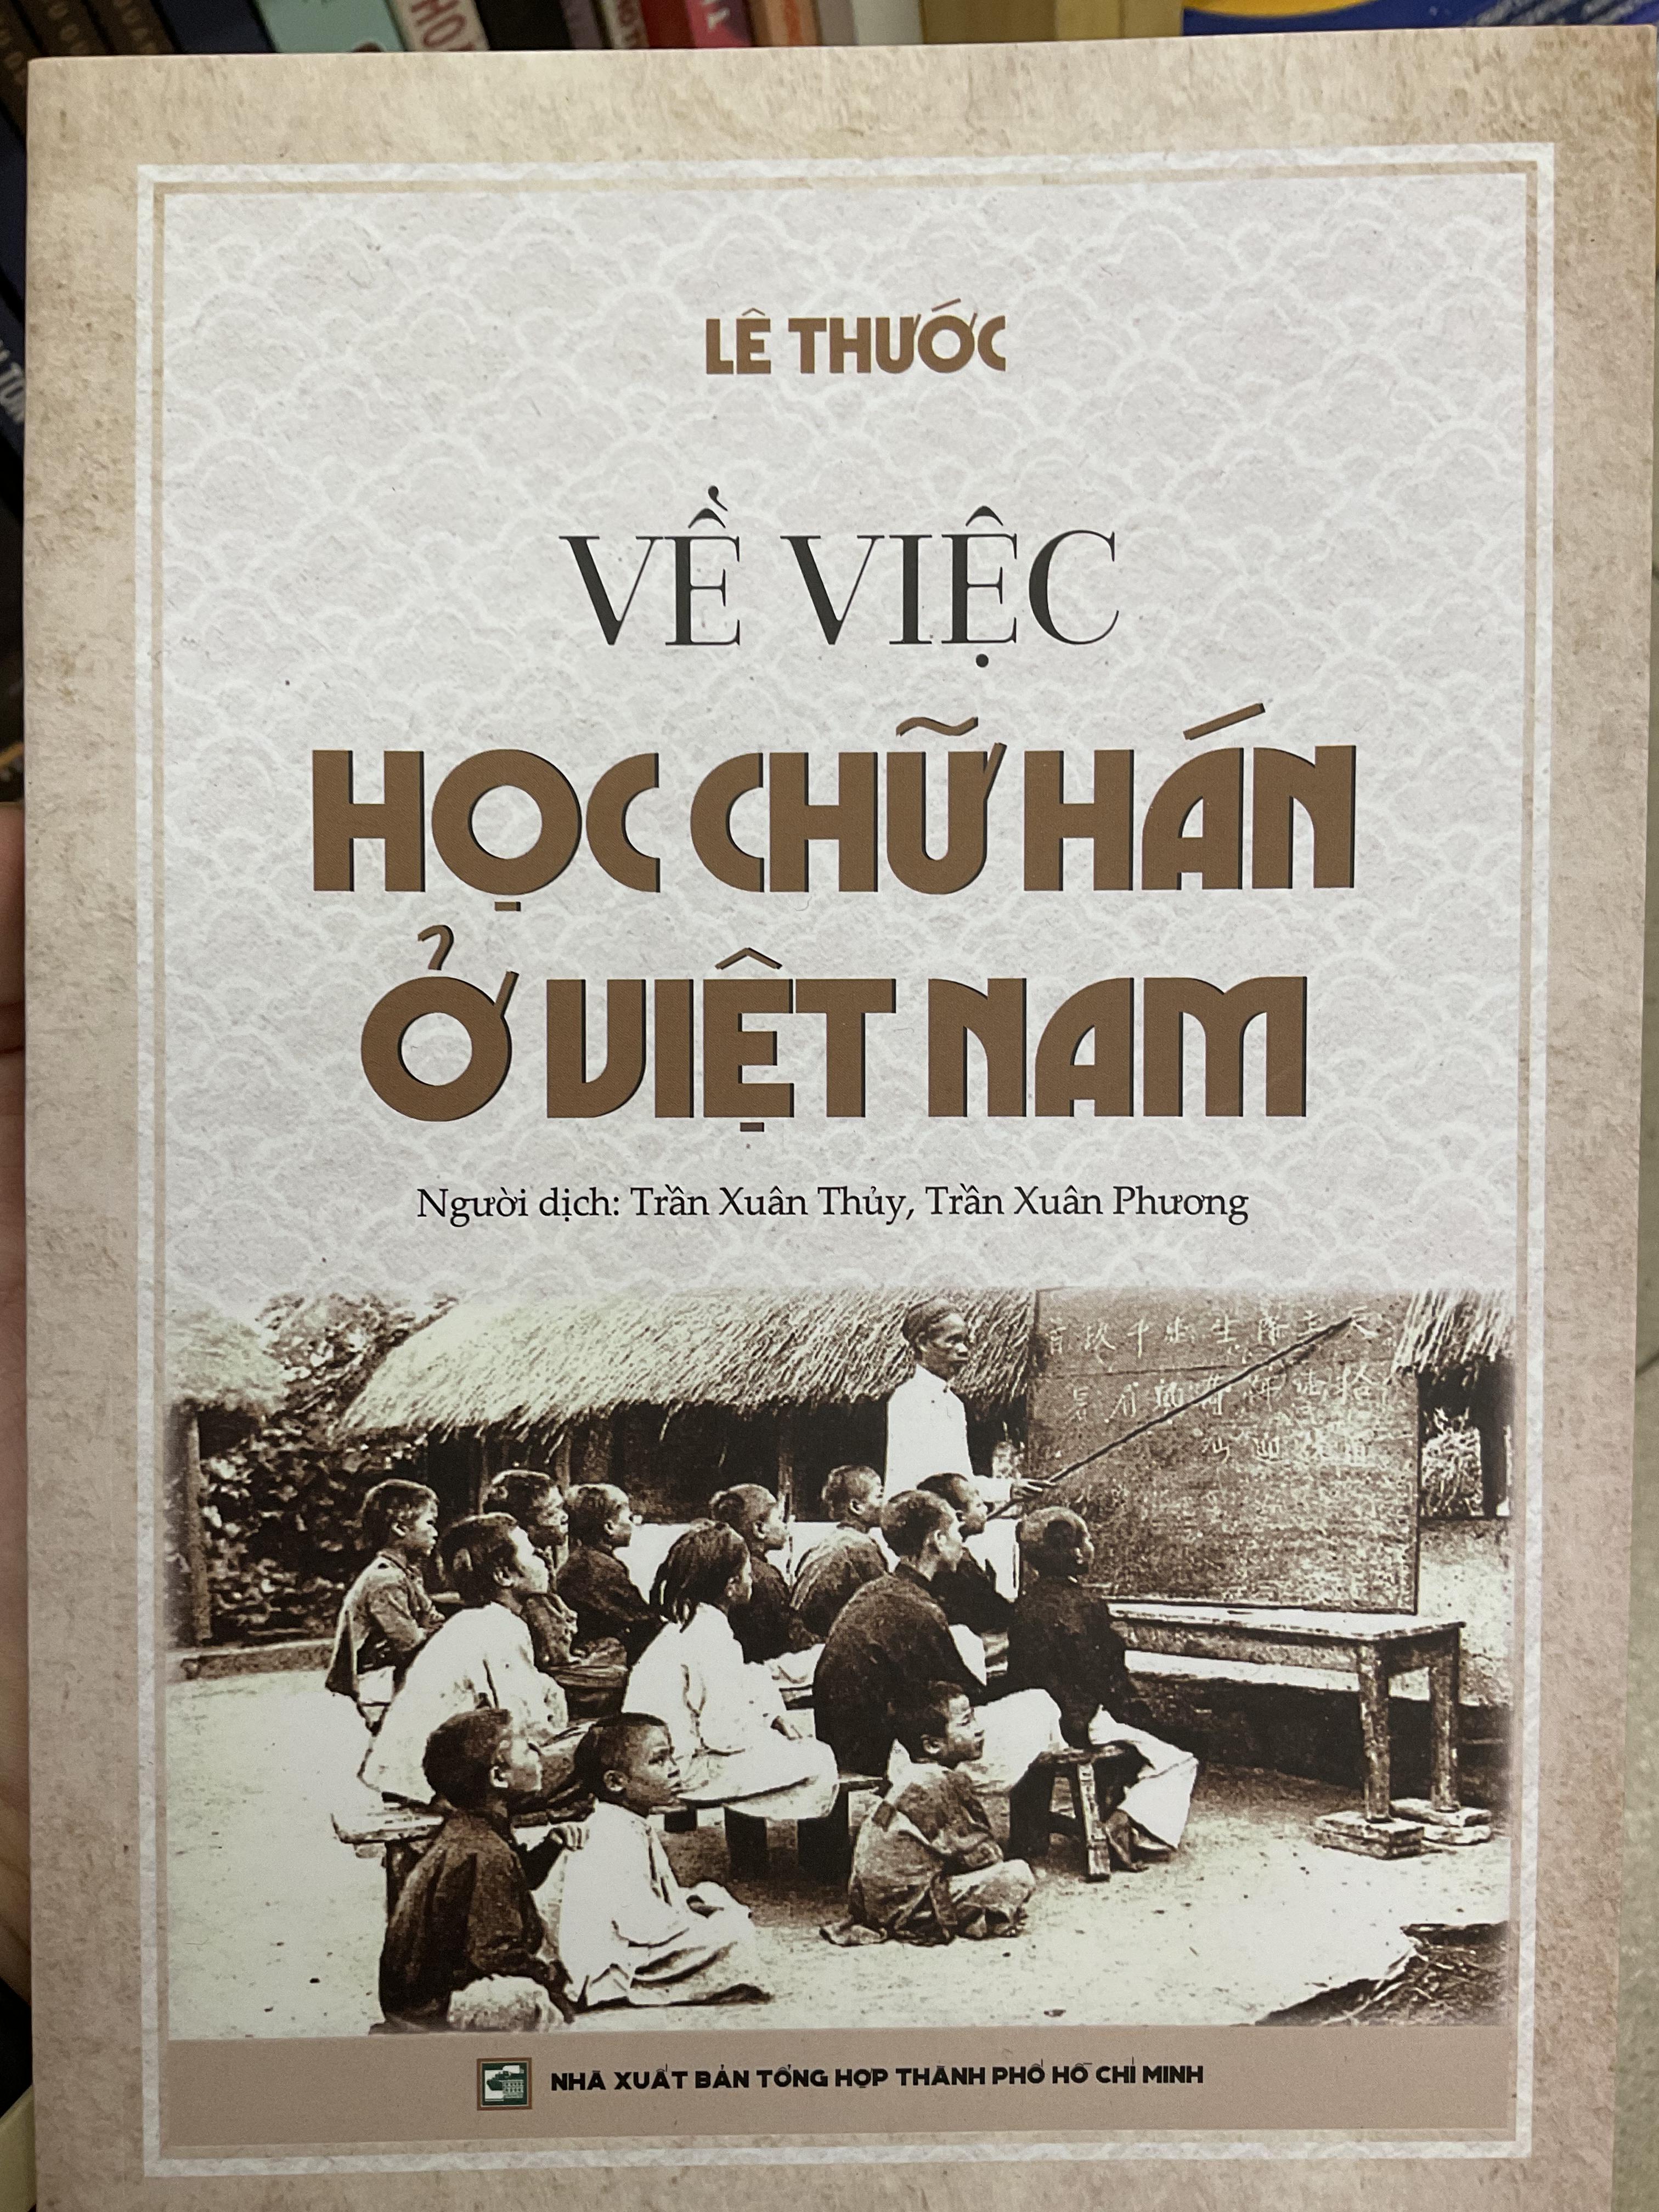 LÊ THƯỚC
VỀ VIỆC
HỌC CHỮ HÁN
Ở VIỆT NAM
Người dịch: Trần Xuân Thủy, Trần Xuân Phương
NHÀ XUẤT BẢN TỔNG HỢP THÀNH PHỐ HỒ CHÍ MINH